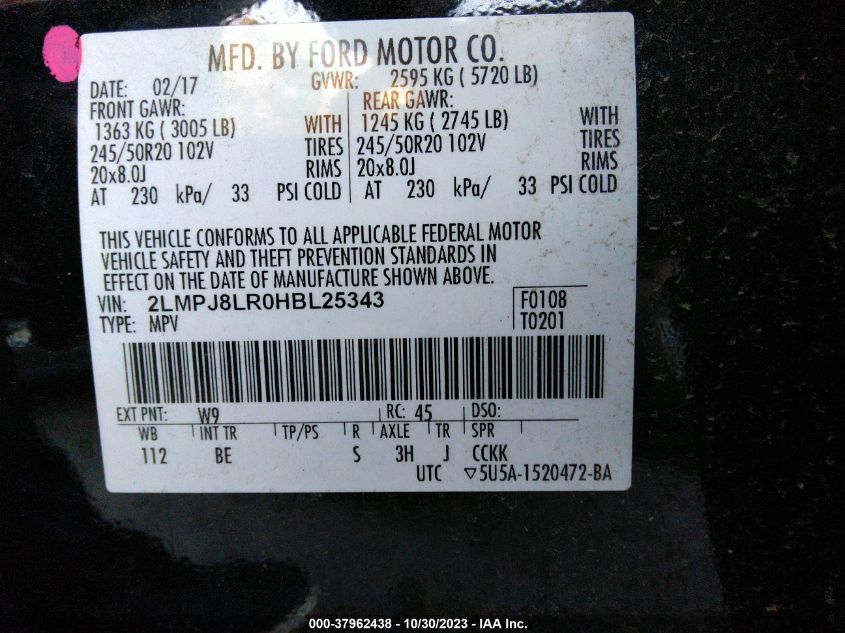 MFD. BY FORD MOTOR CO.
DATE: 02/17 GVWR: 2595 KG ( 5720 LB)
FRONT GAWR: REAR GAWR:
1363 KG ( 3005 LB) WITH 1245 KG ( 2745 LB) WITH
245/50R20 102V TIRES 245/50R20 102V TIRES
20x8.0J RIMS 20x8.0J RIMS
AT 230 kPa/ 33 PSI COLD AT 230 kPa/ 33 PSI COLD
THIS VEHICLE CONFORMS TO ALL APPLICABLE FEDERAL MOTOR
VEHICLE SAFETY AND THEFT PREVENTION STANDARDS IN
EFFECT ON THE DATE OF MANUFACTURE SHOWN ABOVE.
VIN: 2LMPJ8LR0HBL25343 F0108
TYPE: MPV T0201
EXT PNT: W9 RC: 45 DSO:
WB INT TR TP/PS R AXLE TR SPR
112 BE S 3H J CCKK
UTC ▽5U5A-1520472-BA
000-37962438 - 10/30/2023 - IAA Inc.